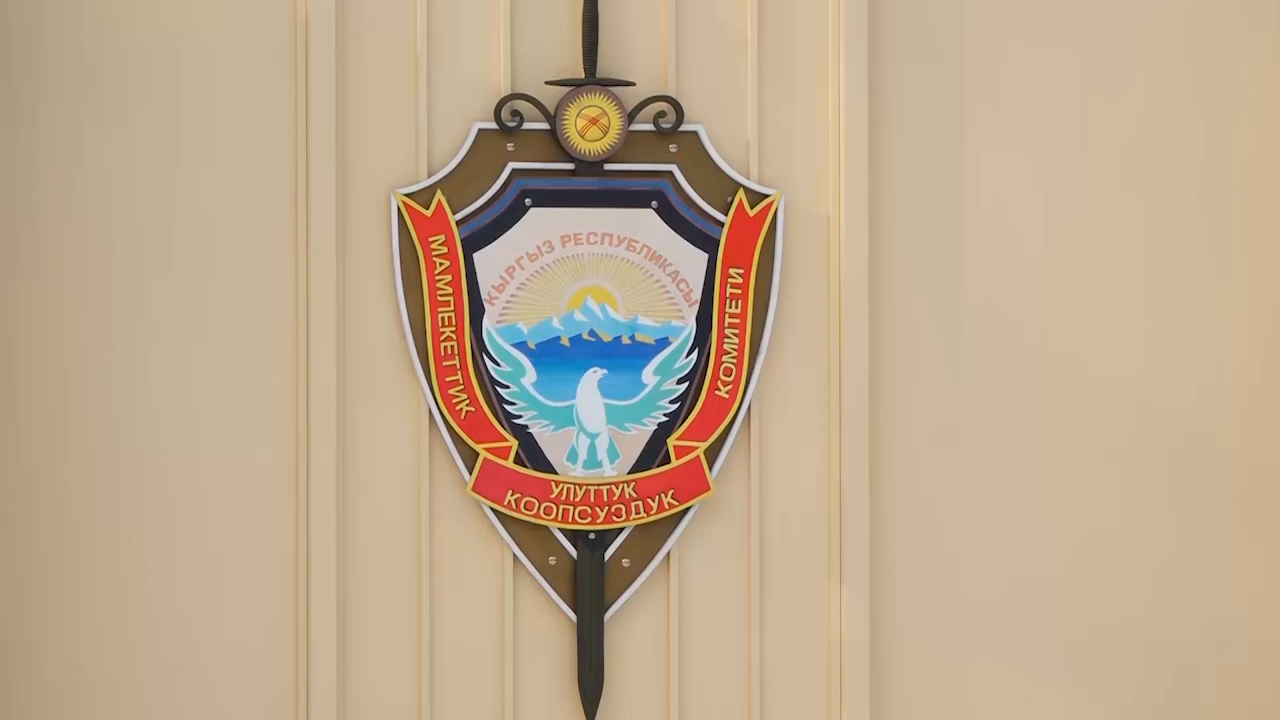 КЫРГЫЗ РЕСПУБЛИКАСЫ
МАМЛЕКЕТТИК
УЛУТТУК
КООПСУЗДУК
КОМИТЕТИ